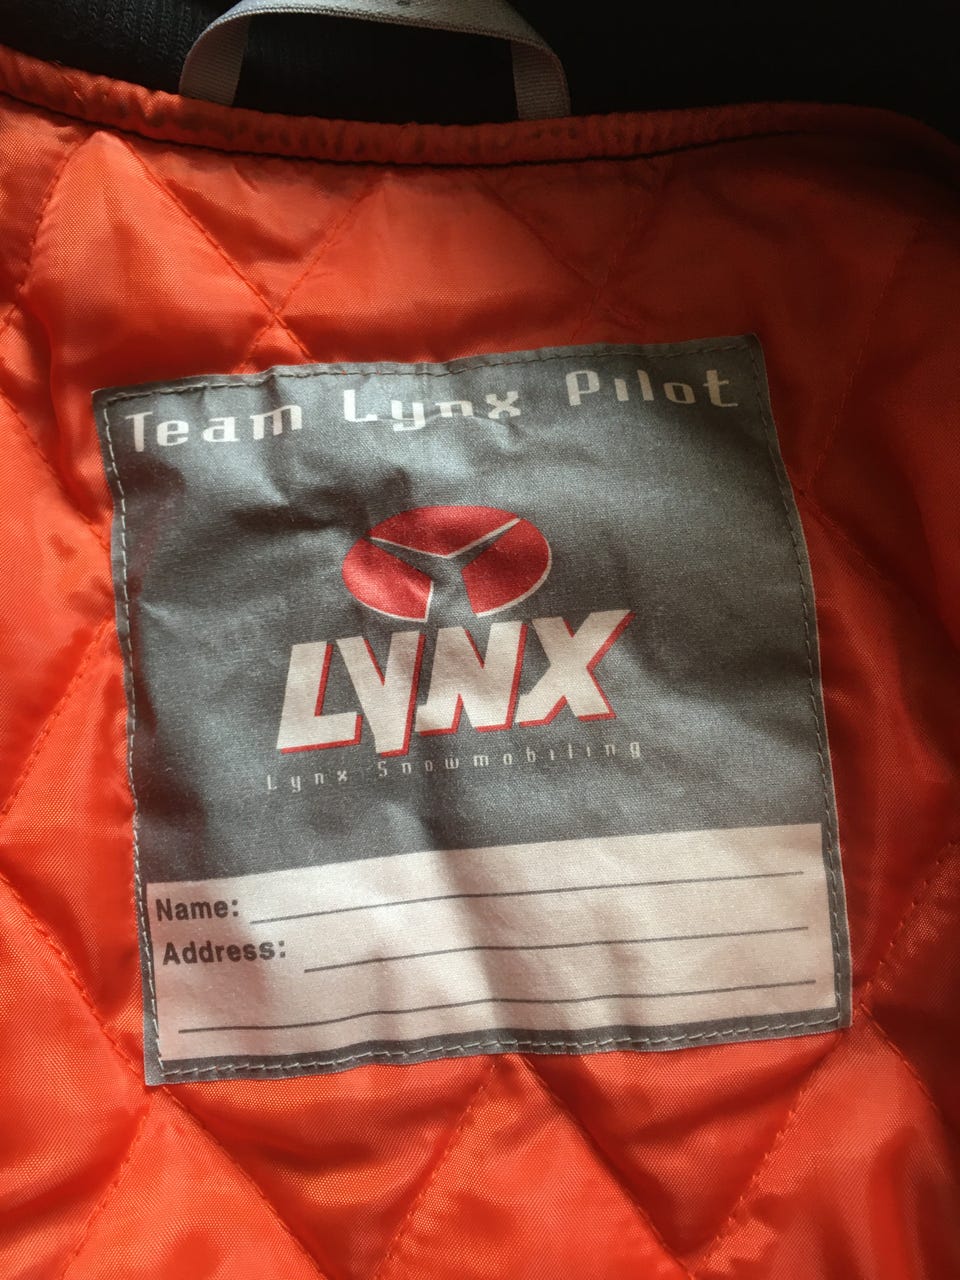 Team Lynx Pilot
LYNX
Lynx Snowmobiling
Name:
Address: